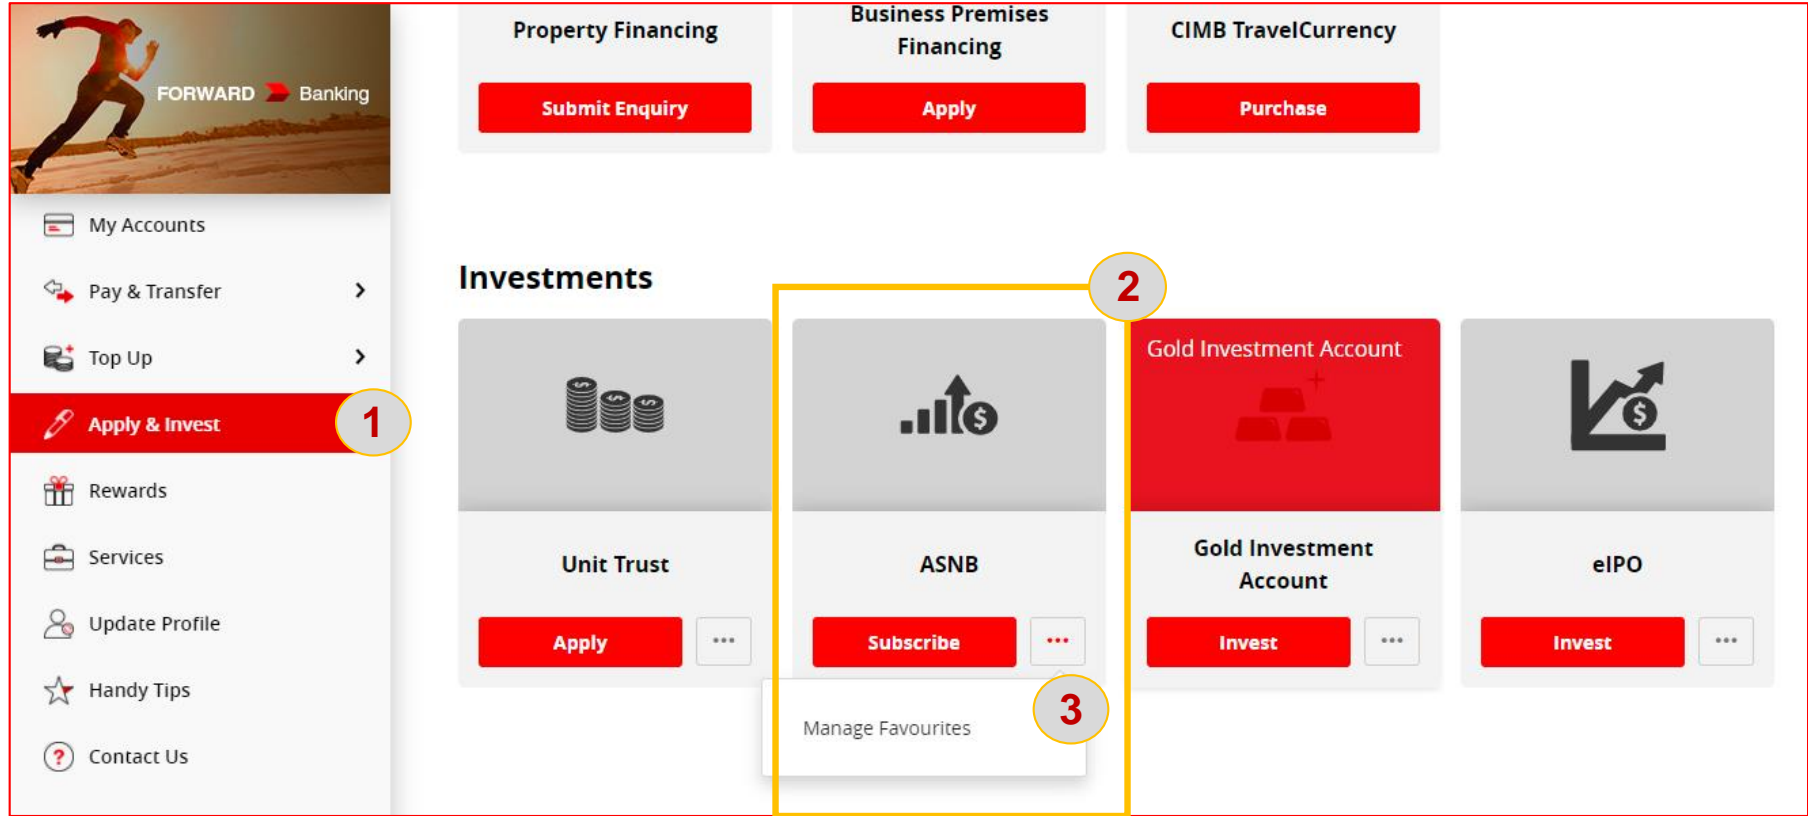 FORWARD Banking
My Accounts
Pay & Transfer
Top Up
Apply & Invest
1
Rewards
Services
Update Profile
Handy Tips
Contact Us
Property Financing
Submit Enquiry
Business Premises
Financing
Apply
CIMB TravelCurrency
Purchase
Investments
2
Unit Trust
Apply
ASNB
Subscribe
Manage Favourites
3
Gold Investment Account
Gold Investment
Account
Invest
eIPO
Invest